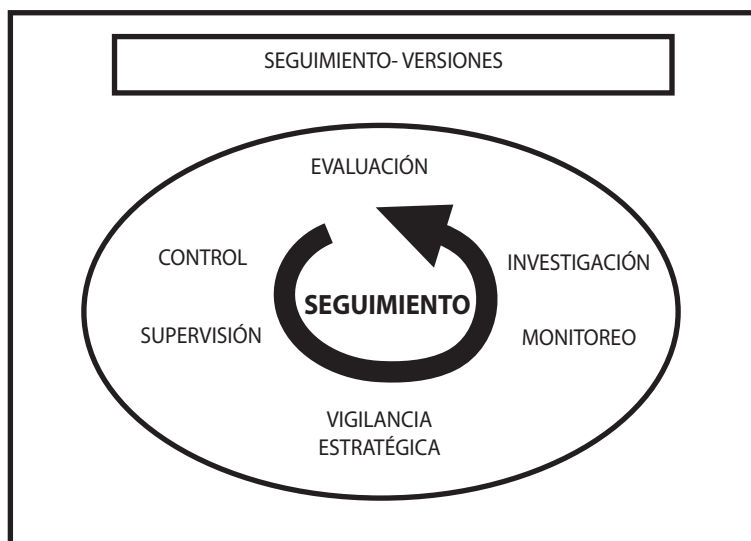 SEGUIMIENTO- VERSIONES
EVALUACIÓN
CONTROL
INVESTIGACIÓN
SEGUIMIENTO
SUPERVISIÓN
MONITOREO
VIGILANCIA
ESTRATÉGICA